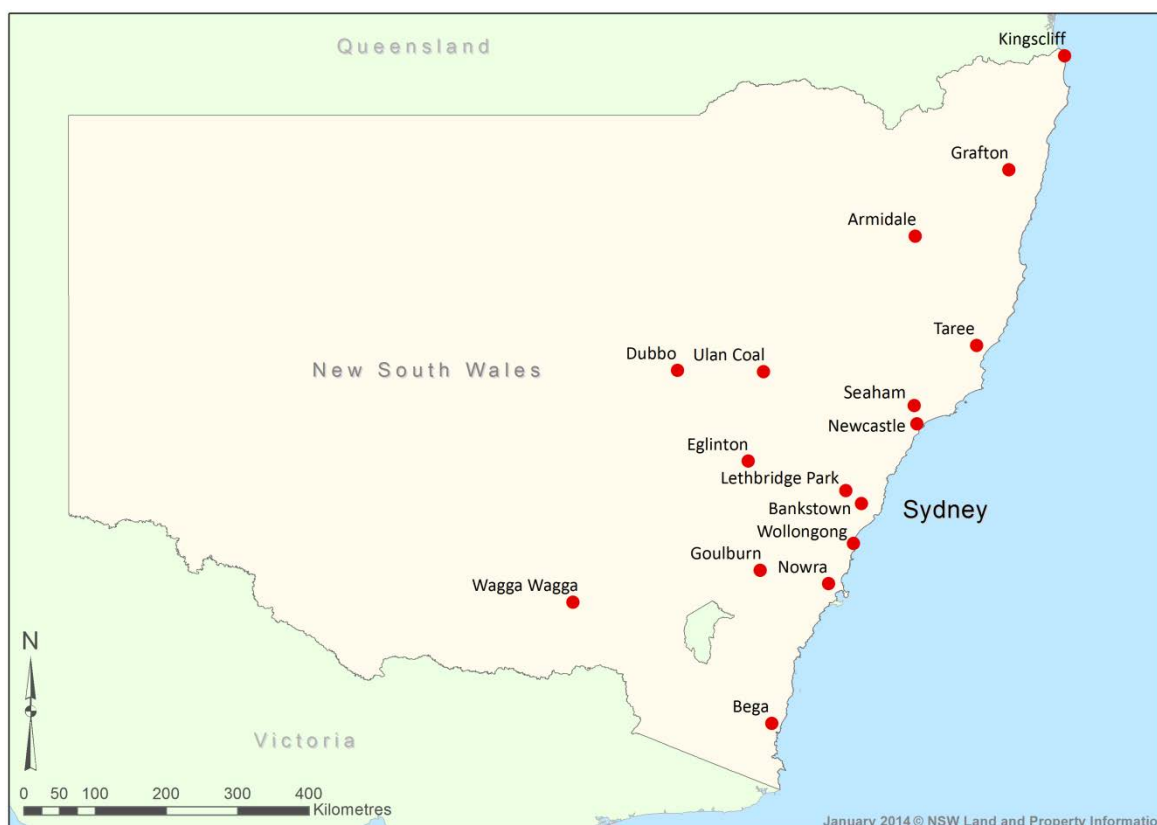 Queensland
Kingscliff
Grafton
Armidale
Taree
Dubbo
Ulan Coal
New South Wales
Seaham
Newcastle
Eglinton
Lethbridge Park
Bankstown
Sydney
Wollongong
Goulburn
Nowra
Wagga Wagga
N
Bega
Victoria
0 50 100 200 300 400
Kilometres
January 2014 © NSW Land and Property Informatio